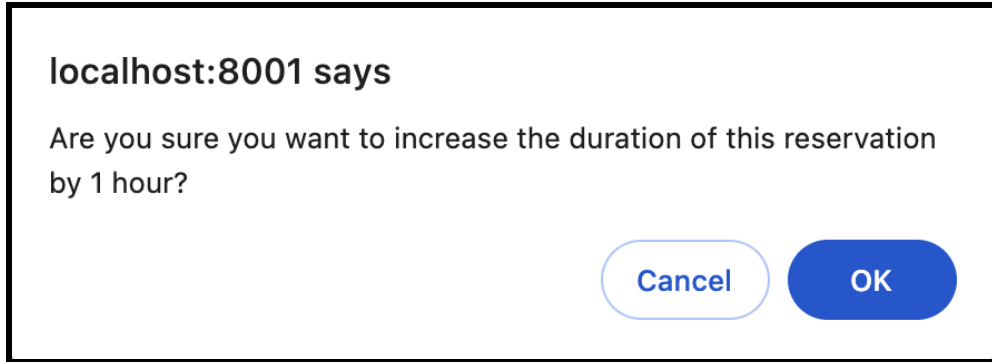 localhost:8001 says
Are you sure you want to increase the duration of this reservation
by 1 hour?
Cancel OK